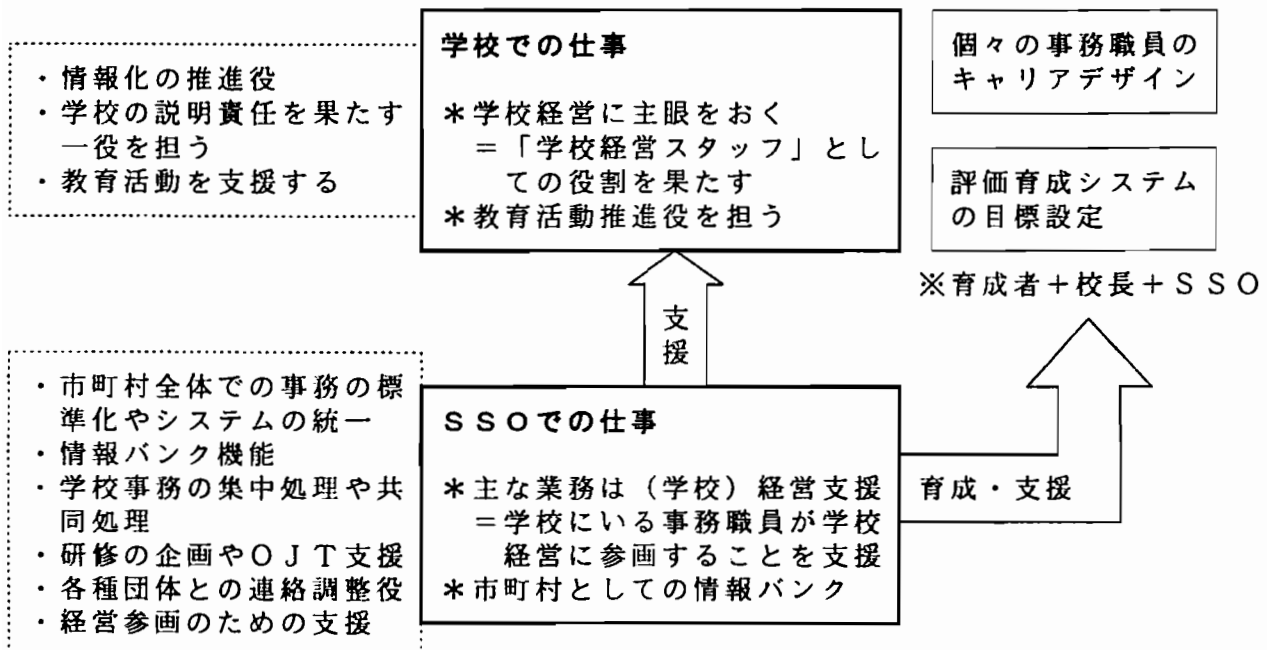 ・情報化の推進役
・学校の説明責任を果たす
一役を担う
・教育活動を支援する
学校での仕事
＊学校経営に主眼をおく
＝「学校経営スタッフ」とし
ての役割を果たす
＊教育活動推進役を担う
個々の事務職員の
キャリアデザイン
評価育成システム
の目標設定
※育成者＋校長＋ＳＳＯ
支
援
・市町村全体での事務の標
準化やシステムの統一
・情報バンク機能
・学校事務の集中処理や共
同処理
・研修の企画やＯＪＴ支援
・各種団体との連絡調整役
・経営参画のための支援
ＳＳＯでの仕事
＊主な業務は（学校）経営支援
＝学校にいる事務職員が学校
経営に参画することを支援
＊市町村としての情報バンク
育成・支援